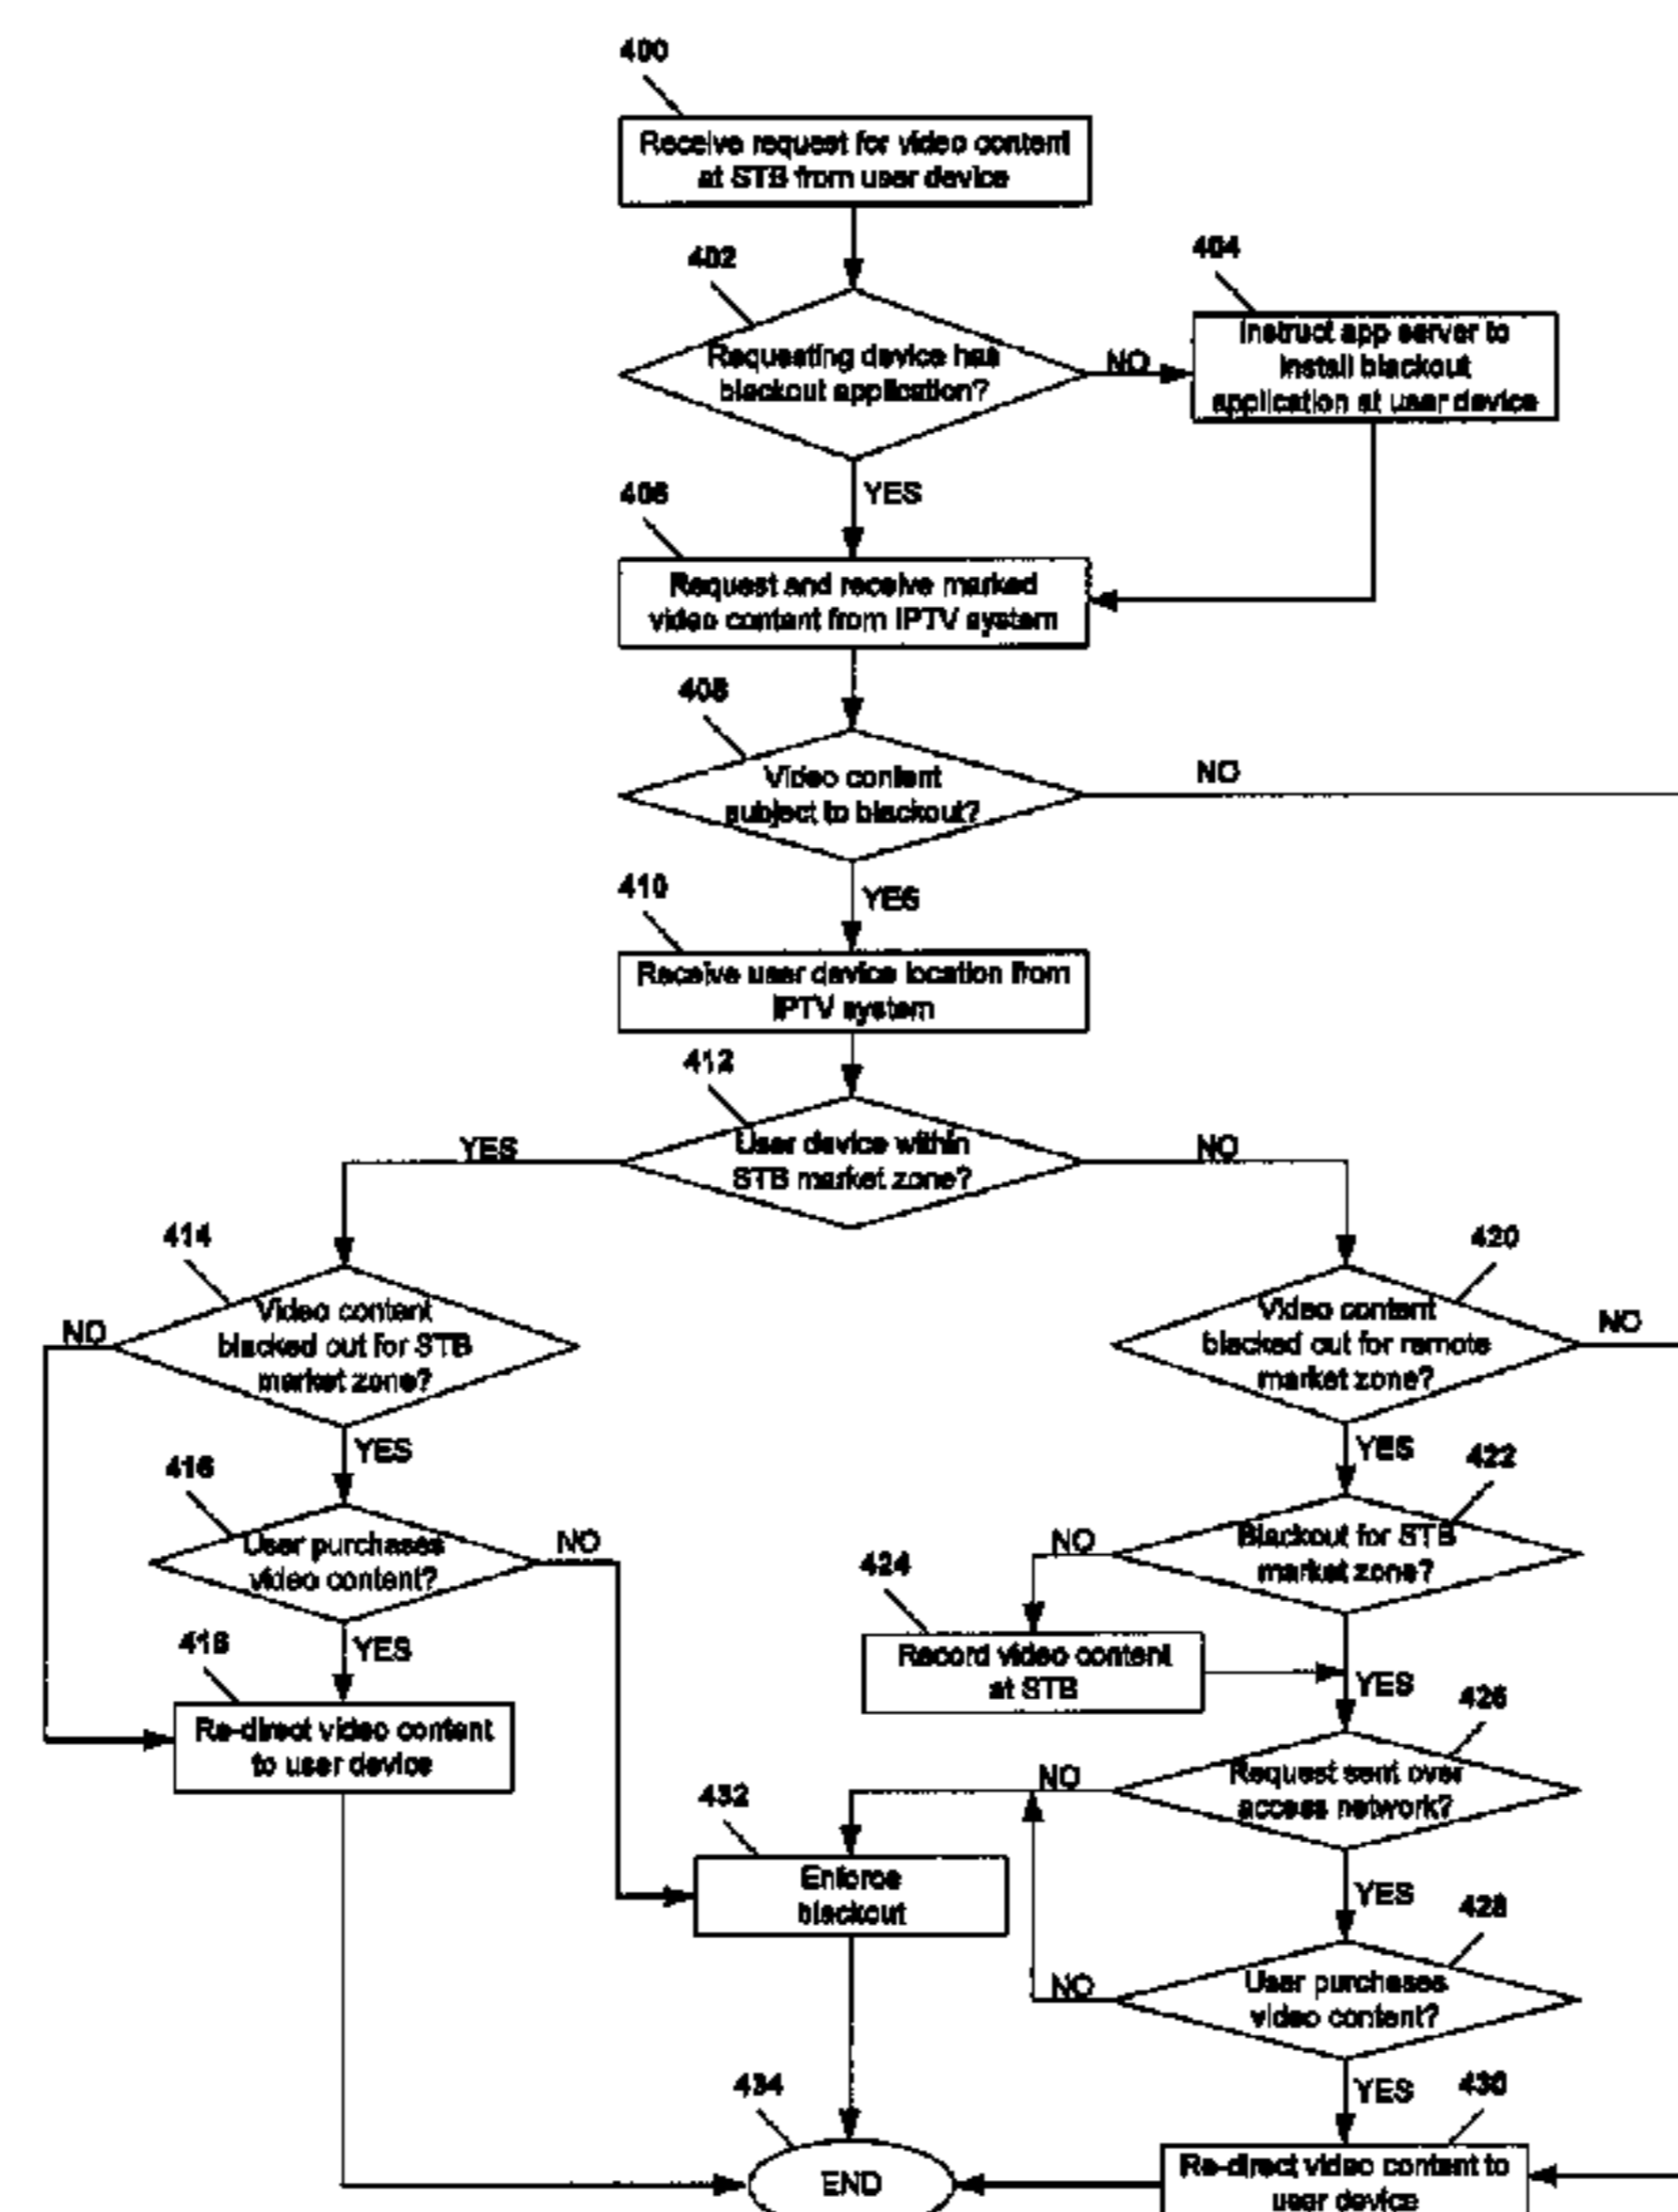 400
Receive request for video content
at STB from user device
402
Requesting device has
blackout application?
NO
404
Instruct app server to
install blackout
application at user device
YES
406
Request and receive marked
video content from IPTV system
408
Video content
subject to blackout?
NO
YES
410
Receive user device location from
IPTV system
412
User device within
STB market zone?
YES
NO
414
Video content
blacked out for STB
market zone?
NO
YES
420
Video content
blacked out for remote
market zone?
NO
YES
416
User purchases
video content?
NO
YES
422
Blackout for STB
market zone?
NO
YES
424
Record video content
at STB
418
Re-direct video content
to user device
426
Request sent over
access network?
NO
YES
432
Enforce
blackout
428
User purchases
video content?
NO
YES
434
END
430
Re-direct video content to
user device